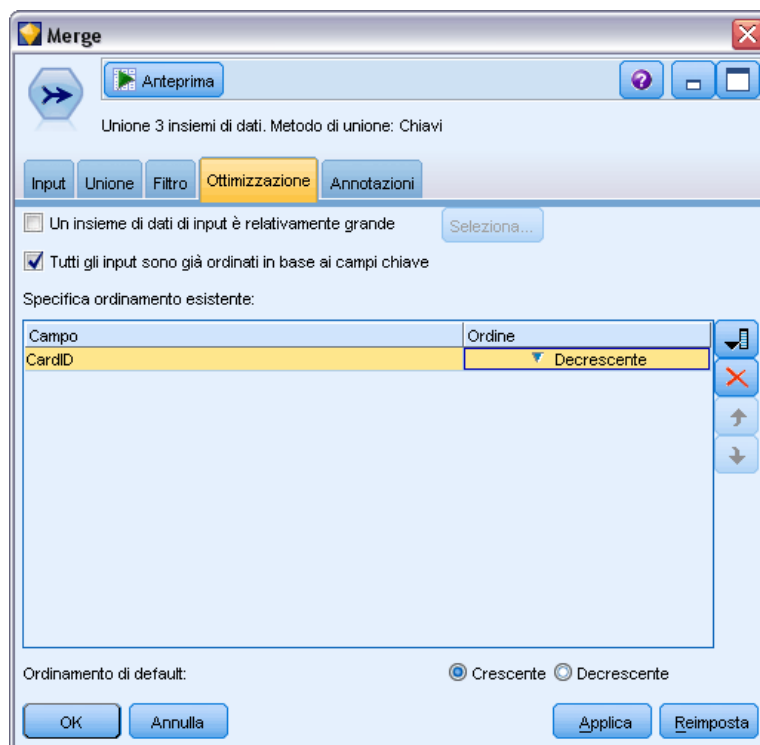 Merge
Anteprima
Unione 3 insiemi di dati. Metodo di unione: Chiavi
Input Unione Filtro Ottimizzazione Annotazioni
Un insieme di dati di input è relativamente grande Seleziona...
Tutti gli input sono già ordinati in base ai campi chiave
Specifica ordinamento esistente:
Campo Ordine
CardID Decrescente
Ordinamento di default: Crescente Decrescente
OK Annulla Applica Reimposta